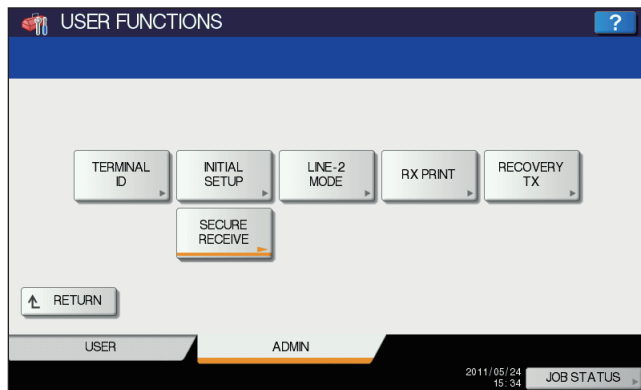 USER FUNCTIONS
?
TERMINAL
ID
INITIAL
SETUP
LINE-2
MODE
RX PRINT
RECOVERY
TX
SECURE
RECEIVE
RETURN
USER
ADMIN
2011/05/24
15:34
JOB STATUS